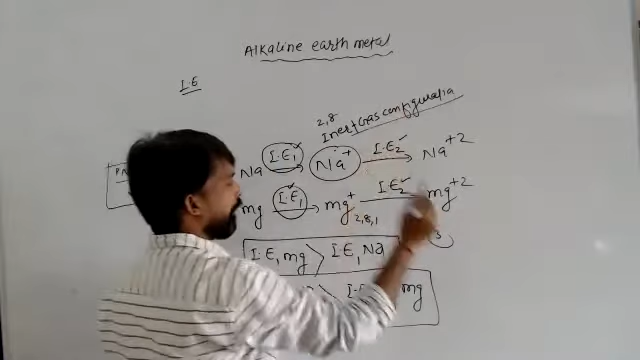 Alkaline earth metal
I.E
2,8
Inert Gas configuratia
Na I.E₁ Na⁺ I.E₂ Na⁺²
mg I.E₁ mg⁺ I.E₂ mg⁺²
2,8,1
I.E₁ mg > I.E₁ Na
> I.E mg